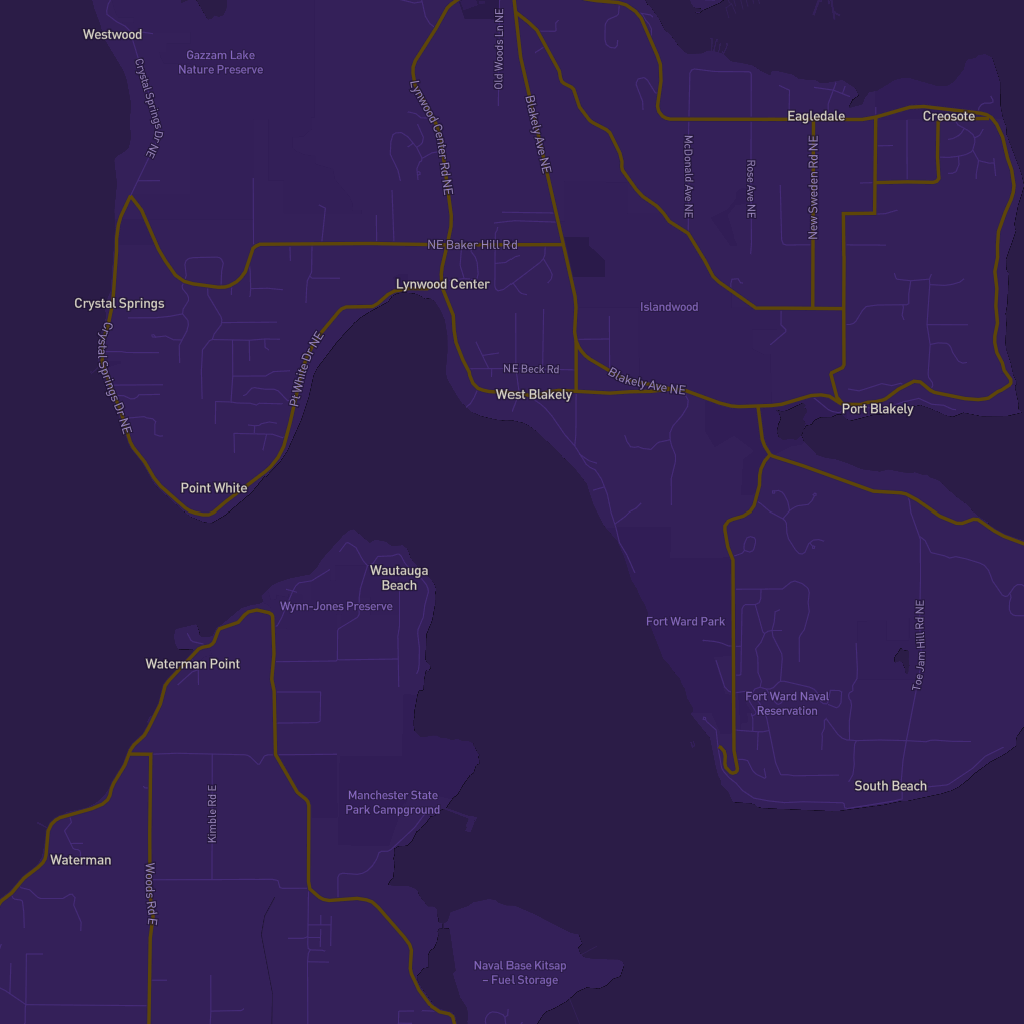 Old Woods Ln NE
Westwood
Gazzam Lake
Nature Preserve
Crystal Springs Dr NE
Lynwood Center Rd NE
Blakely Ave NE
Eagledale
Creosote
McDonald Ave NE
Rose Ave NE
New Sweden Rd NE
NE Baker Hill Rd
Lynwood Center
Crystal Springs
Islandwood
Crystal Springs Dr NE
Pt White Dr NE
NE Beck Rd
Blakely Ave NE
West Blakely
Port Blakely
Point White
Wautauga
Beach
Wynn-Jones Preserve
Fort Ward Park
Toe Jam Hill Rd NE
Waterman Point
Fort Ward Naval
Reservation
South Beach
Manchester State
Park Campground
Kimble Rd E
Waterman
Woods Rd E
Naval Base Kitsap
– Fuel Storage